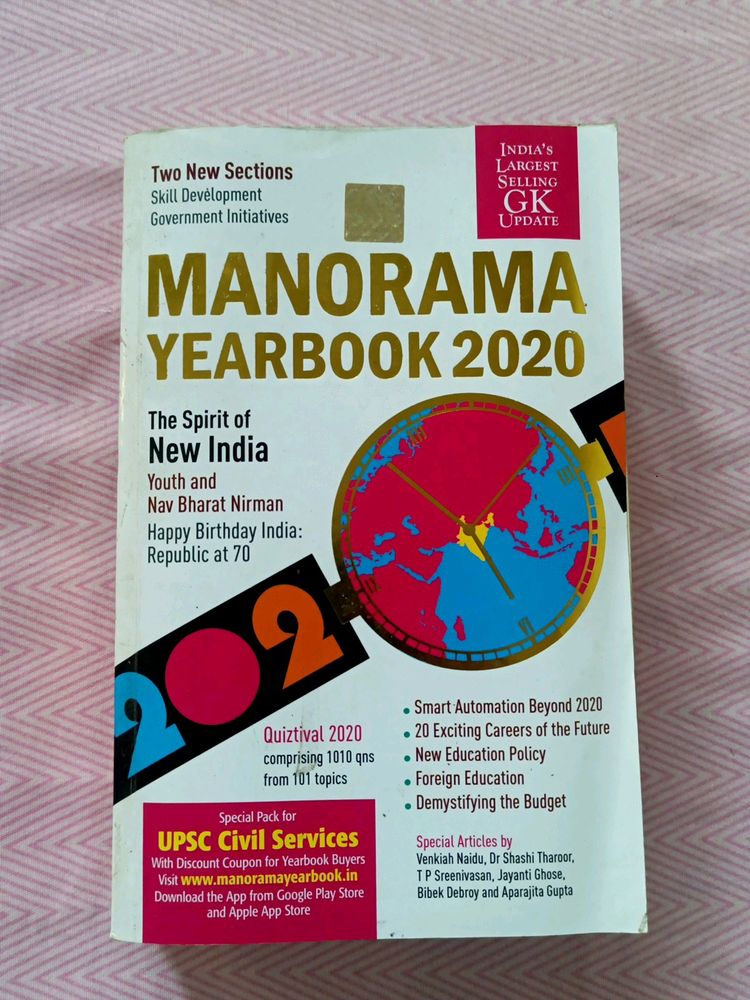 Two New Sections
Skill Development
Government Initiatives
INDIA'S
LARGEST
SELLING
GK
UPDATE
MANORAMA
YEARBOOK 2020
The Spirit of
New India
Youth and
Nav Bharat Nirman
Happy Birthday India:
Republic at 70
202
Quiztival 2020
comprising 1010 qns
from 101 topics
• Smart Automation Beyond 2020
• 20 Exciting Careers of the Future
• New Education Policy
• Foreign Education
• Demystifying the Budget
Special Pack for
UPSC Civil Services
With Discount Coupon for Yearbook Buyers
Visit www.manoramayearbook.in
Download the App from Google Play Store
and Apple App Store
Special Articles by
Venkiah Naidu, Dr Shashi Tharoor,
T P Sreenivasan, Jayanti Ghose,
Bibek Debroy and Aparajita Gupta